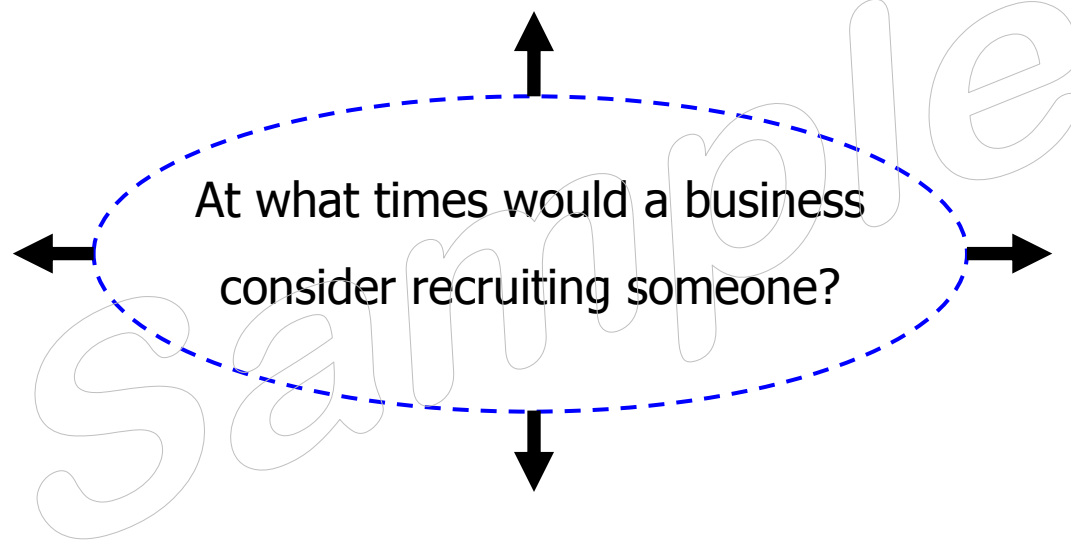 At what times would a business
consider recruiting someone?
Sample